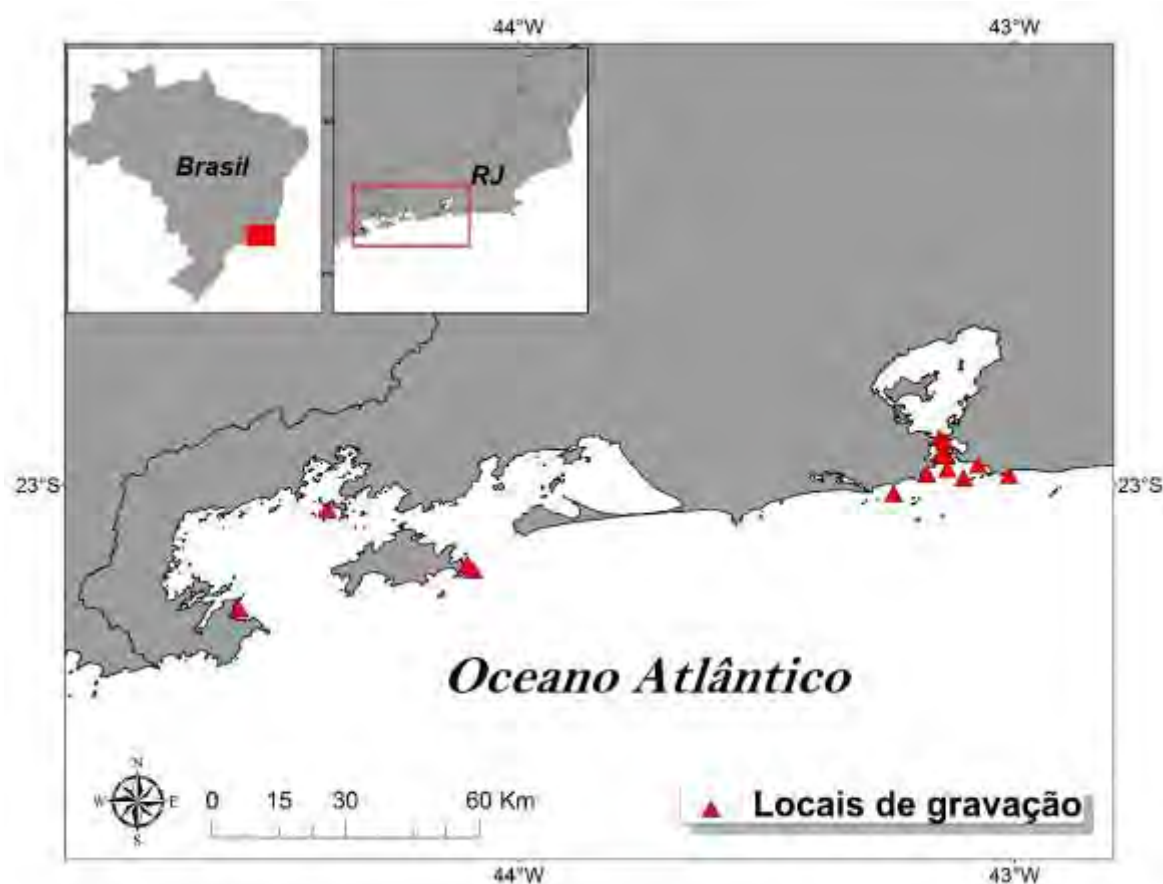 44°W 43°W
Brasil
RJ
23°S 23°S
Oceano Atlântico
N
W E
S
0 15 30 60 Km
Locais de gravação
44°W 43°W